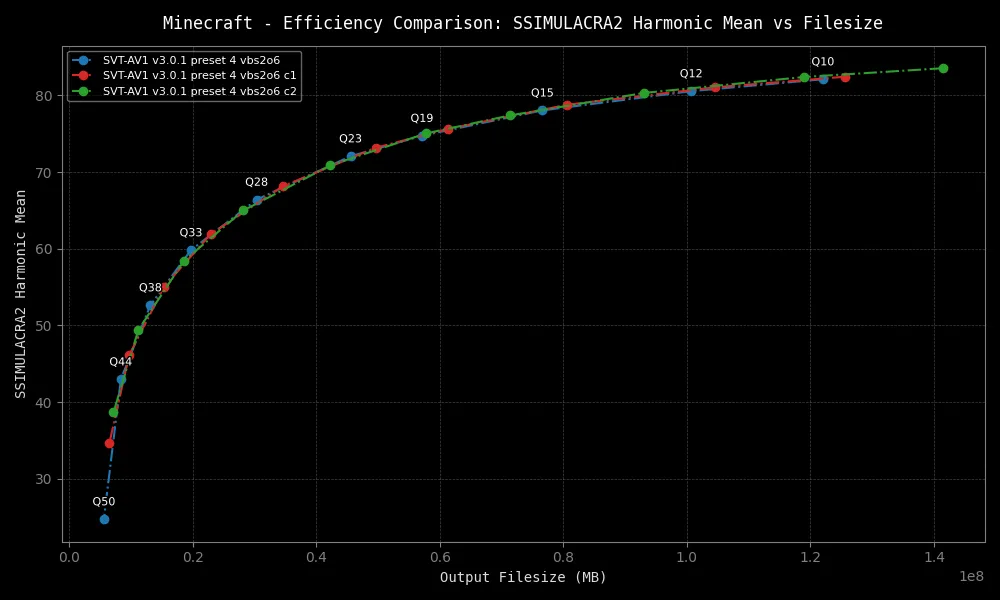 Minecraft - Efficiency Comparison: SSIMULACRA2 Harmonic Mean vs Filesize
SVT-AV1 v3.0.1 preset 4 vbs2o6
SVT-AV1 v3.0.1 preset 4 vbs2o6 c1
SVT-AV1 v3.0.1 preset 4 vbs2o6 c2
Q10
Q12
Q15
Q19
Q23
Q28
Q33
Q38
Q44
Q50
80
70
60
50
40
30
SSIMULACRA2 Harmonic Mean
0.0 0.2 0.4 0.6 0.8 1.0 1.2 1.4
1e8
Output Filesize (MB)